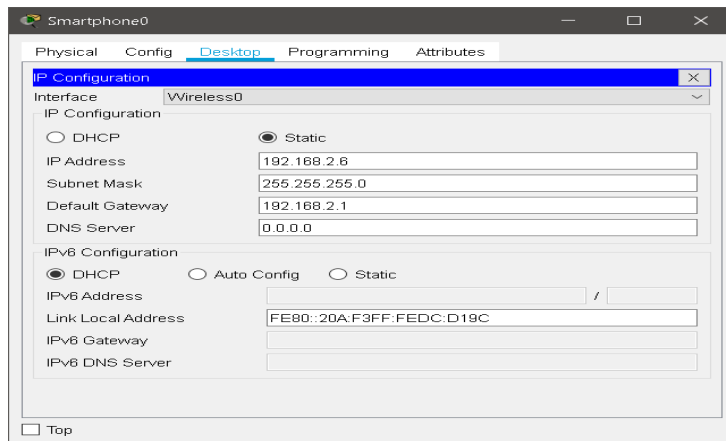 Smartphone0
Physical Config Desktop Programming Attributes
IP Configuration X
Interface Wireless0
IP Configuration
DHCP Static
IP Address 192.168.2.6
Subnet Mask 255.255.255.0
Default Gateway 192.168.2.1
DNS Server 0.0.0.0
IPv6 Configuration
DHCP Auto Config Static
IPv6 Address /
Link Local Address FE80::20A:F3FF:FEDC:D19C
IPv6 Gateway
IPv6 DNS Server
Top